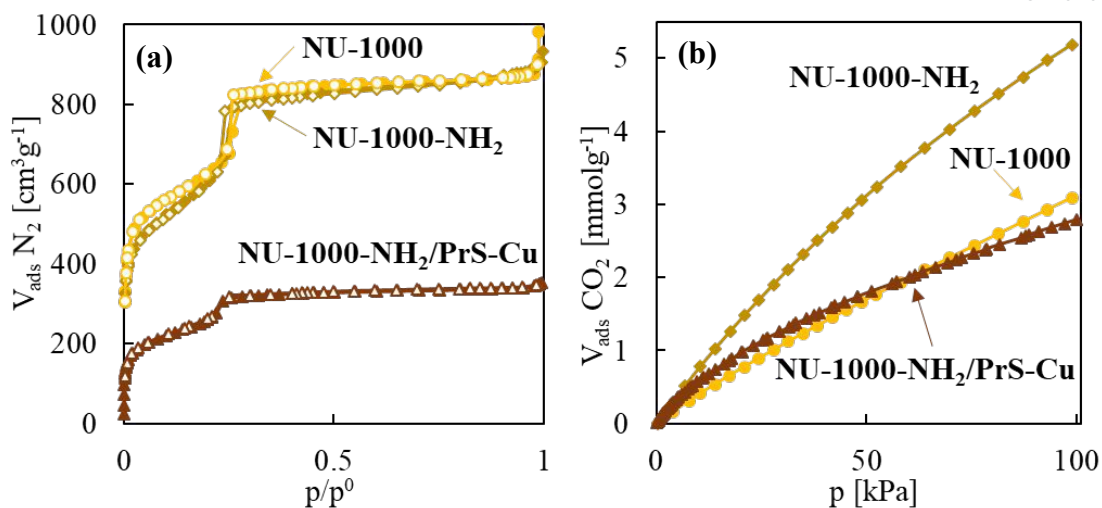 (a)
1000
800
600
400
200
0
V_ads N₂ [cm³g⁻¹]
NU-1000
NU-1000-NH₂
NU-1000-NH₂/PrS-Cu
0
0.5
1
p/p⁰
(b)
5
4
3
2
1
0
V_ads CO₂ [mmolg⁻¹]
NU-1000-NH₂
NU-1000
NU-1000-NH₂/PrS-Cu
0
50
100
p [kPa]